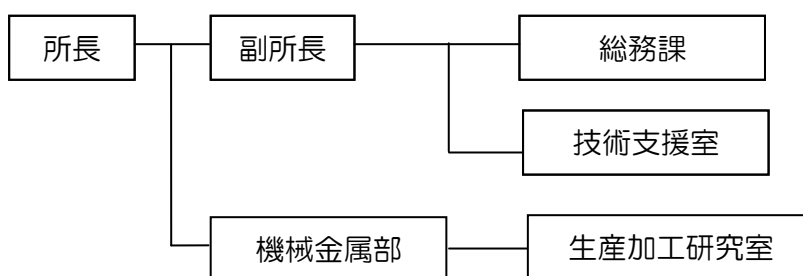 所長
副所長
総務課
技術支援室
機械金属部
生産加工研究室